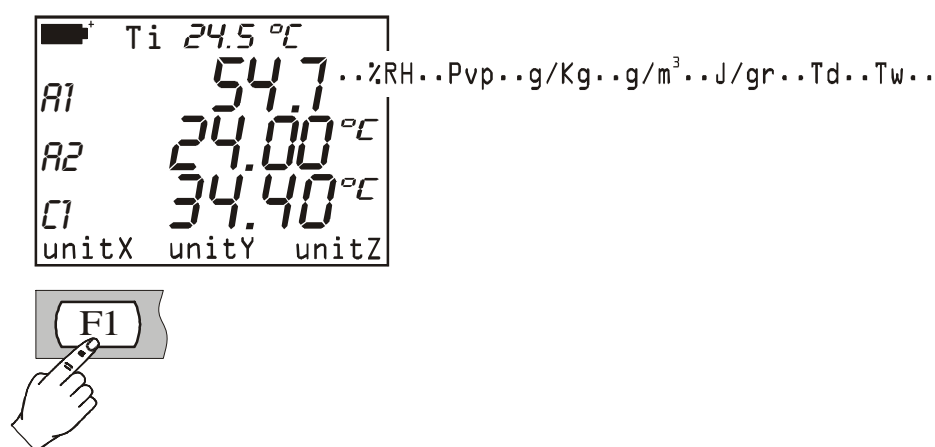 + Ti 24.5 °C
A1 54.7 ..%RH..Pvp..g/Kg..g/m³..J/gr..Td..Tw..
A2 24.00 °C
C1 34.40 °C
unitX unitY unitZ
F1